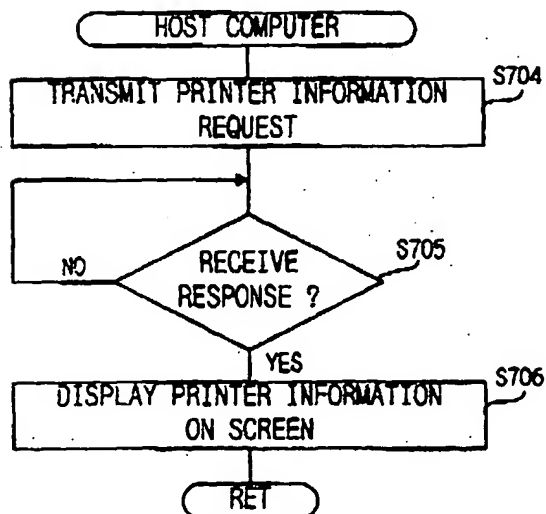 HOST COMPUTER
S704
TRANSMIT PRINTER INFORMATION
REQUEST
NO
RECEIVE
RESPONSE ?
S705
YES
S706
DISPLAY PRINTER INFORMATION
ON SCREEN
RET